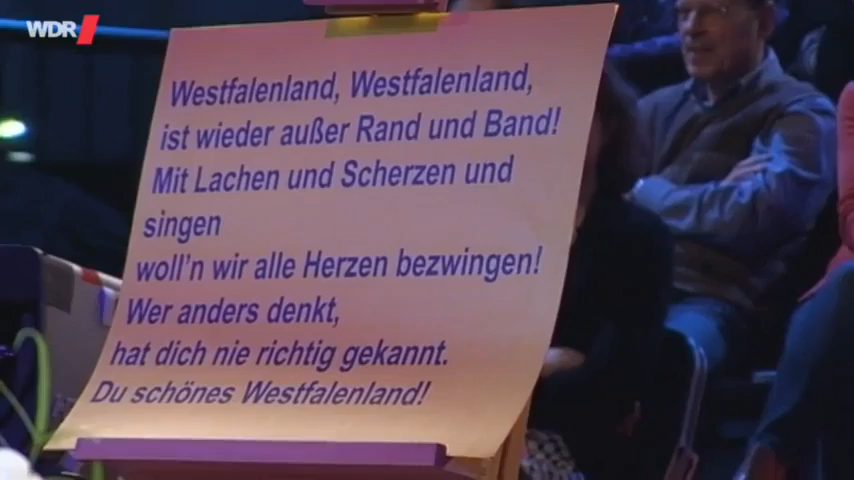 WDR
Westfalenland, Westfalenland,
ist wieder außer Rand und Band!
Mit Lachen und Scherzen und
singen
woll'n wir alle Herzen bezwingen!
Wer anders denkt,
hat dich nie richtig gekannt.
Du schönes Westfalenland!